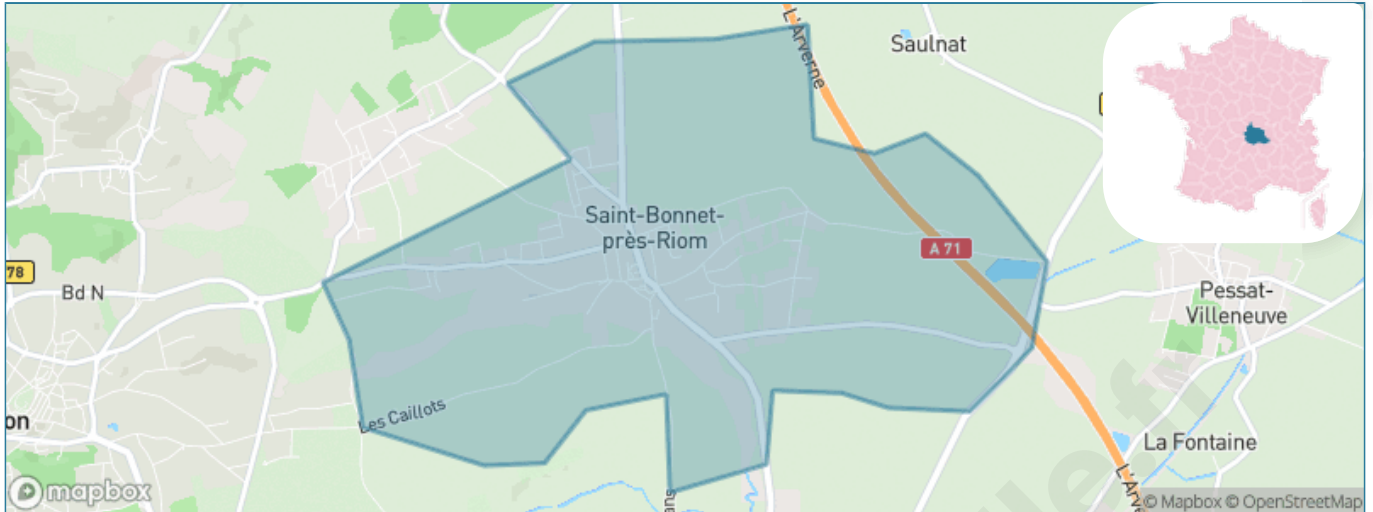 L'Arverne
Saulnat
Saint-Bonnet-
près-Riom
A 71
78
Bd N
Pessat-
Villeneuve
Les Caillots
on
La Fontaine
L'Arve
mapbox
© Mapbox © OpenStreetMap